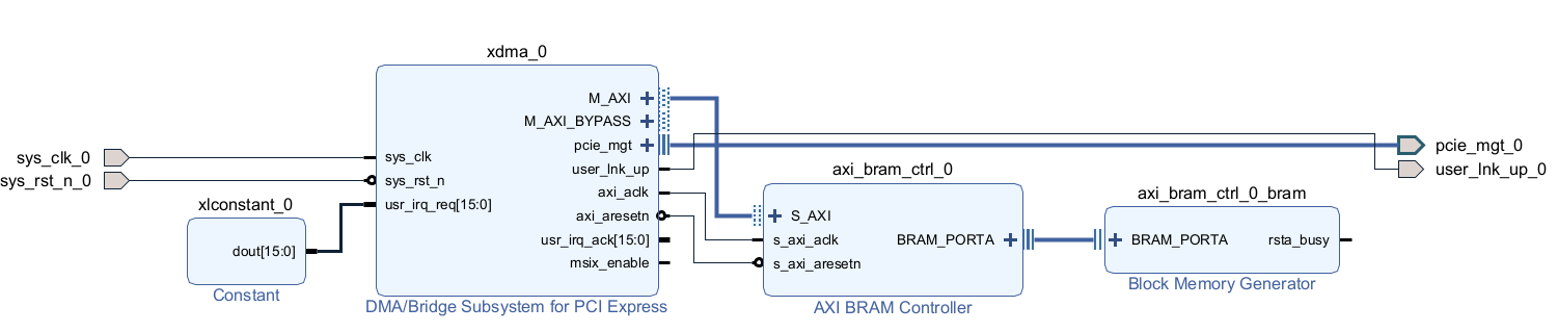 xdma_0
M_AXI
M_AXI_BYPASS
pcie_mgt
user_lnk_up
axi_aclk
axi_aresetn
usr_irq_ack[15:0]
msix_enable
sys_clk
sys_rst_n
usr_irq_req[15:0]
DMA/Bridge Subsystem for PCI Express
sys_clk_0
sys_rst_n_0
xlconstant_0
dout[15:0]
Constant
axi_bram_ctrl_0
S_AXI
s_axi_aclk
s_axi_aresetn
BRAM_PORTA
AXI BRAM Controller
axi_bram_ctrl_0_bram
BRAM_PORTA
rsta_busy
Block Memory Generator
pcie_mgt_0
user_lnk_up_0